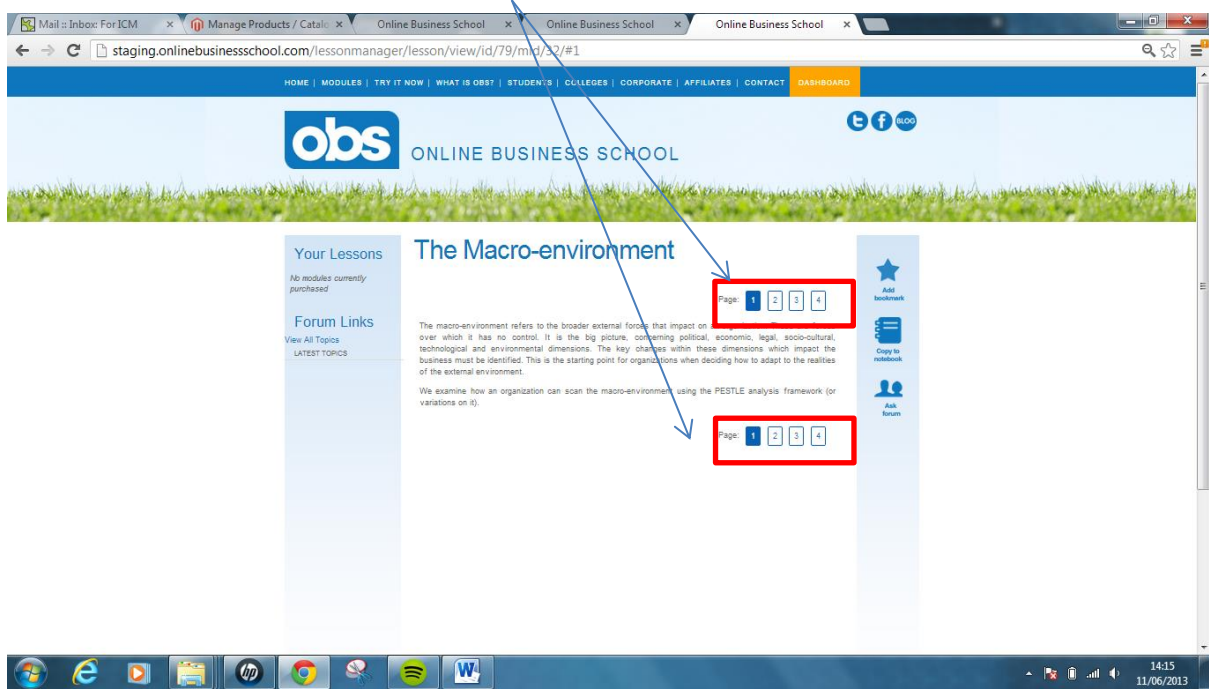 Mail :: Inbox: For ICM
Manage Products / Catalo
Online Business School
Online Business School
Online Business School
staging.onlinebusinessschool.com/lessonmanager/lesson/view/id/79/mid/32/#1
HOME | MODULES | TRY IT NOW | WHAT IS OBS? | STUDENTS | COLLEGES | CORPORATE | AFFILIATES | CONTACT DASHBOARD
obs
ONLINE BUSINESS SCHOOL
BLOG
Your Lessons
No modules currently
purchased
Forum Links
View All Topics
LATEST TOPICS
The Macro-environment
Page: 1 2 3 4
The macro-environment refers to the broader external forces that impact on
over which it has no control. It is the big picture, concerning political, economic, legal, socio-cultural,
technological and environmental dimensions. The key changes within these dimensions which impact the
business must be identified. This is the starting point for organizations when deciding how to adapt to the realities
of the external environment.
We examine how an organization can scan the macro-environment using the PESTLE analysis framework (or
variations on it).
Page: 1 2 3 4
Add
bookmark
Copy to
notebook
Ask
forum
hp
W
14:15
11/06/2013